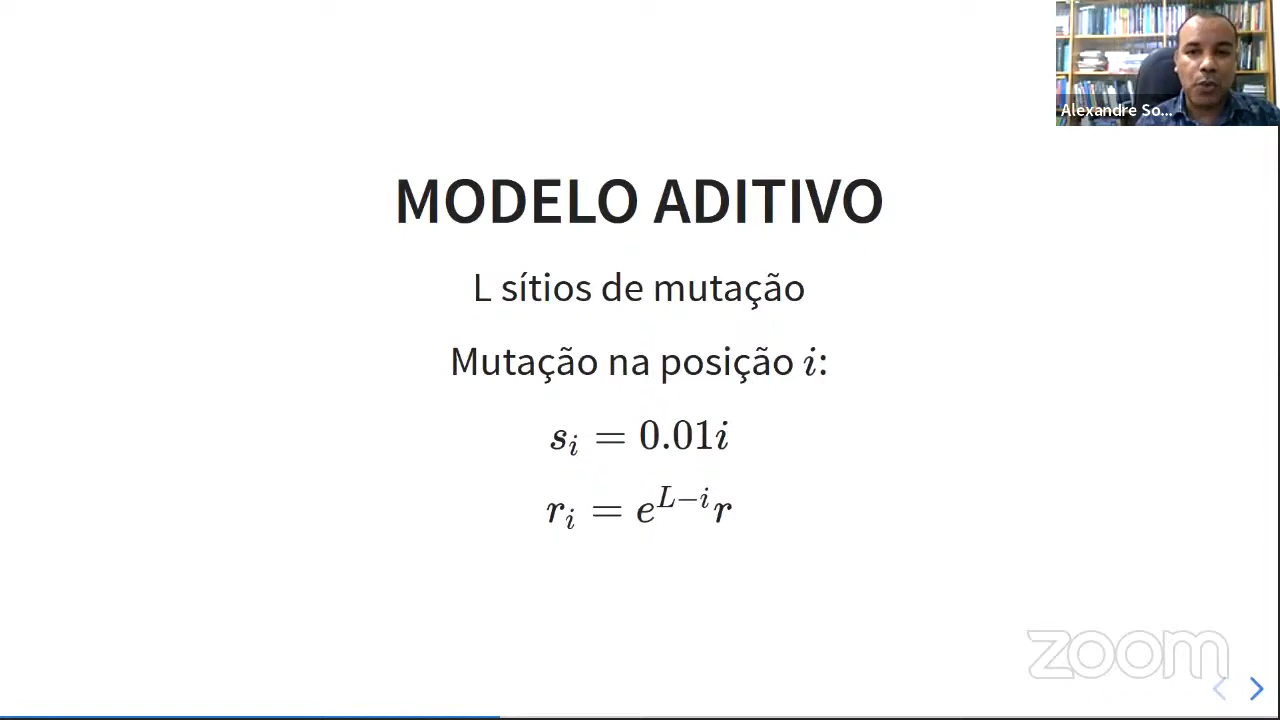 Alexandre So...
MODELO ADITIVO
L sítios de mutação
Mutação na posição i:
s_i = 0.01i
r_i = e^{L-i}r
zoom